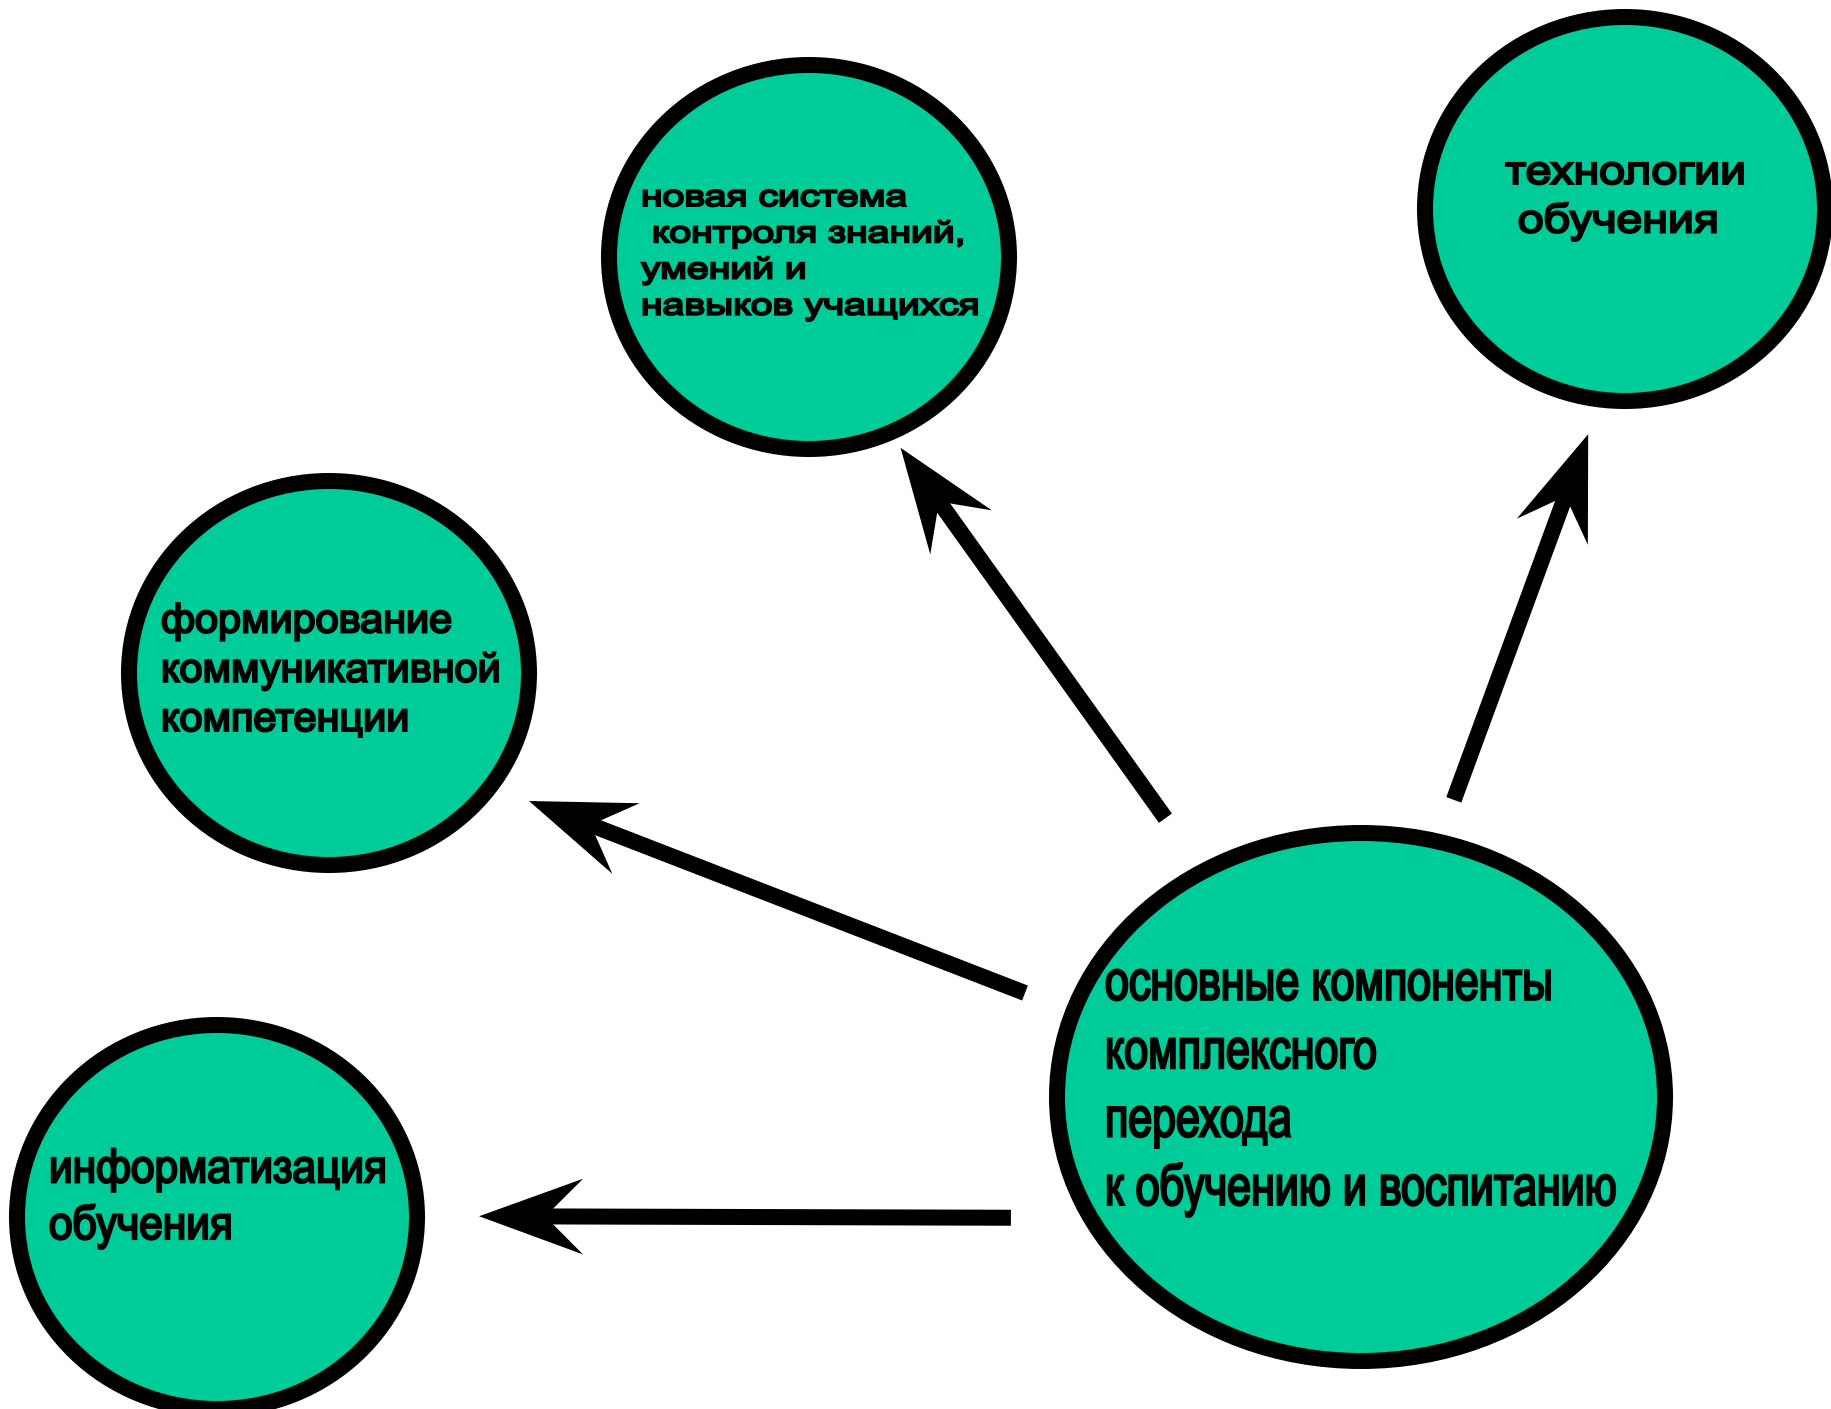 технологии
обучения
новая система
контроля знаний,
умений и
навыков учащихся
формирование
коммуникативной
компетенции
основные компоненты
комплексного
перехода
к обучению и воспитанию
информатизация
обучения